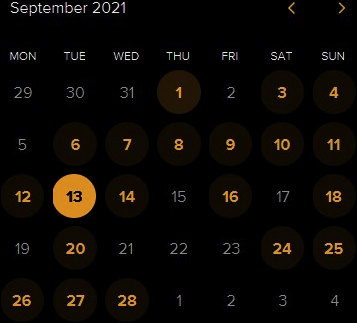 September 2021
MON TUE WED THU FRI SAT SUN
29 30 31 1 2 3 4
5 6 7 8 9 10 11
12 13 14 15 16 17 18
19 20 21 22 23 24 25
26 27 28 1 2 3 4